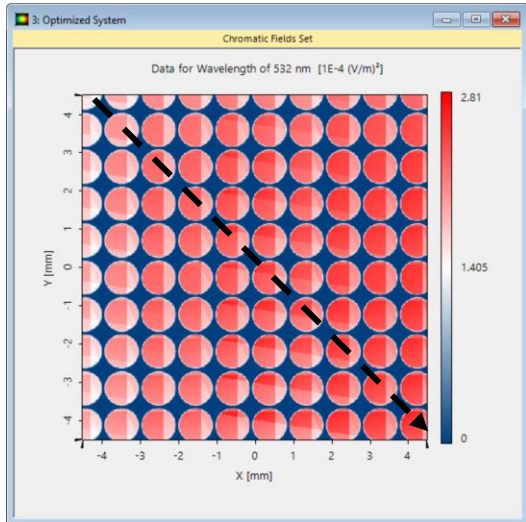 3: Optimized System
Chromatic Fields Set
Data for Wavelength of 532 nm [1E-4 (V/m)²]
2.81
1.405
0
Y [mm]
4
3
2
1
0
-1
-2
-3
-4
-4 -3 -2 -1 0 1 2 3 4
X [mm]